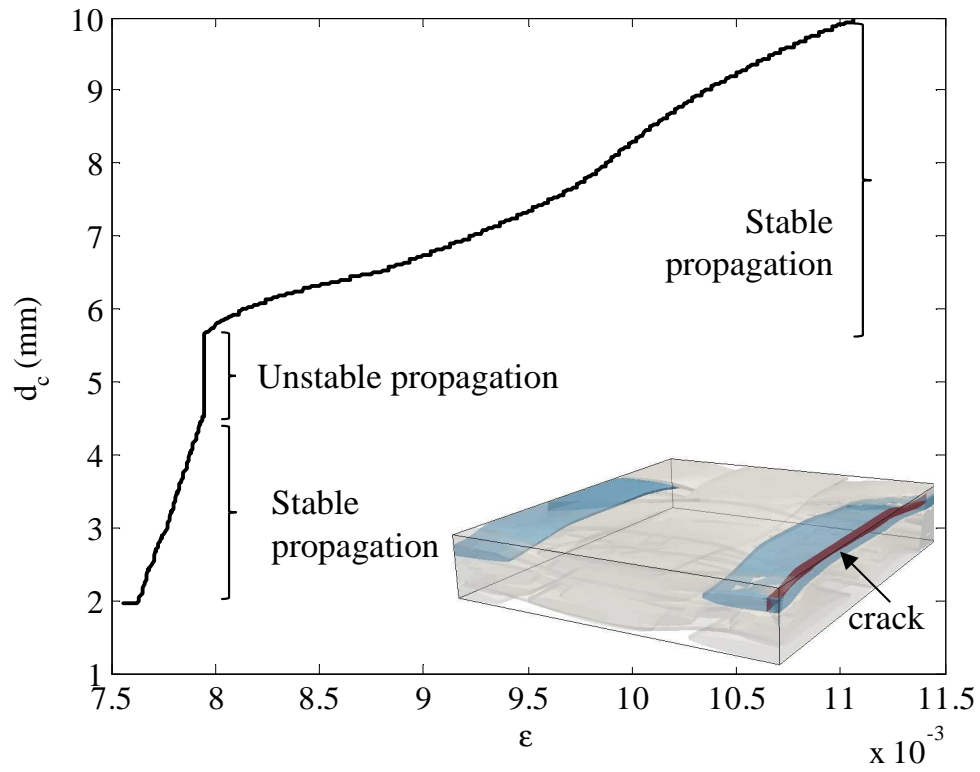 10
9
8
7
6
5
4
3
2
1
d_c (mm)
Stable
propagation
Unstable propagation
Stable
propagation
crack
7.5 8 8.5 9 9.5 10 10.5 11 11.5
ε
x 10^-3